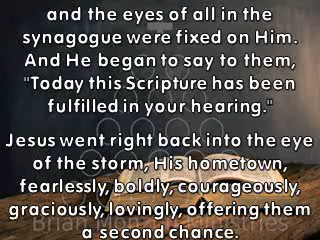 and the eyes of all in the
synagogue were fixed on Him.
And He began to say to them,
"Today this Scripture has been
fulfilled in your hearing."
Jesus went right back into the eye
of the storm, His hometown,
fearlessly, boldly, courageously,
graciously, lovingly, offering them
a second chance.